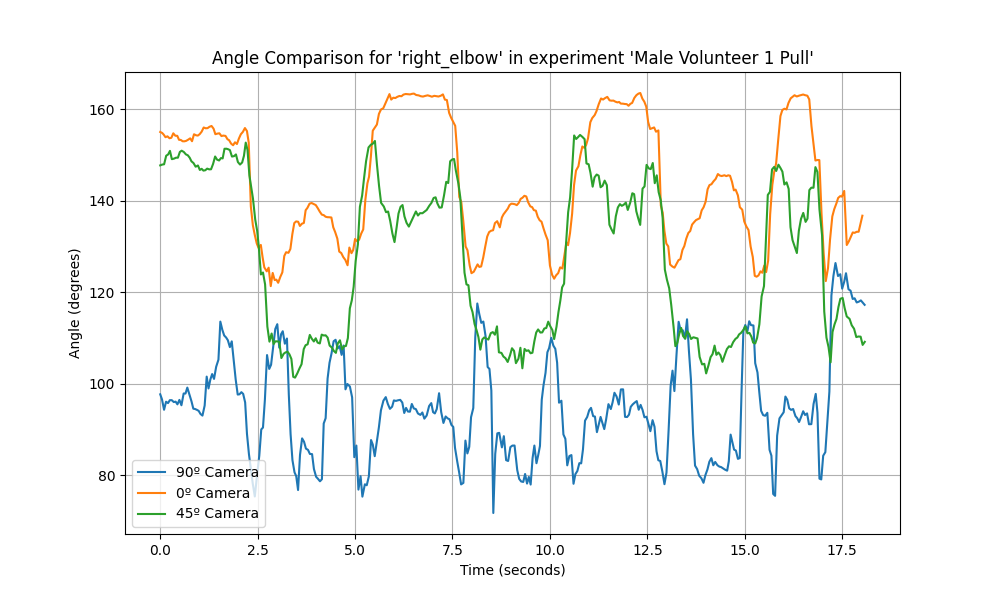 Angle Comparison for 'right_elbow' in experiment 'Male Volunteer 1 Pull'
Angle (degrees)
160
140
120
100
80
90º Camera
0º Camera
45º Camera
0.0 2.5 5.0 7.5 10.0 12.5 15.0 17.5
Time (seconds)